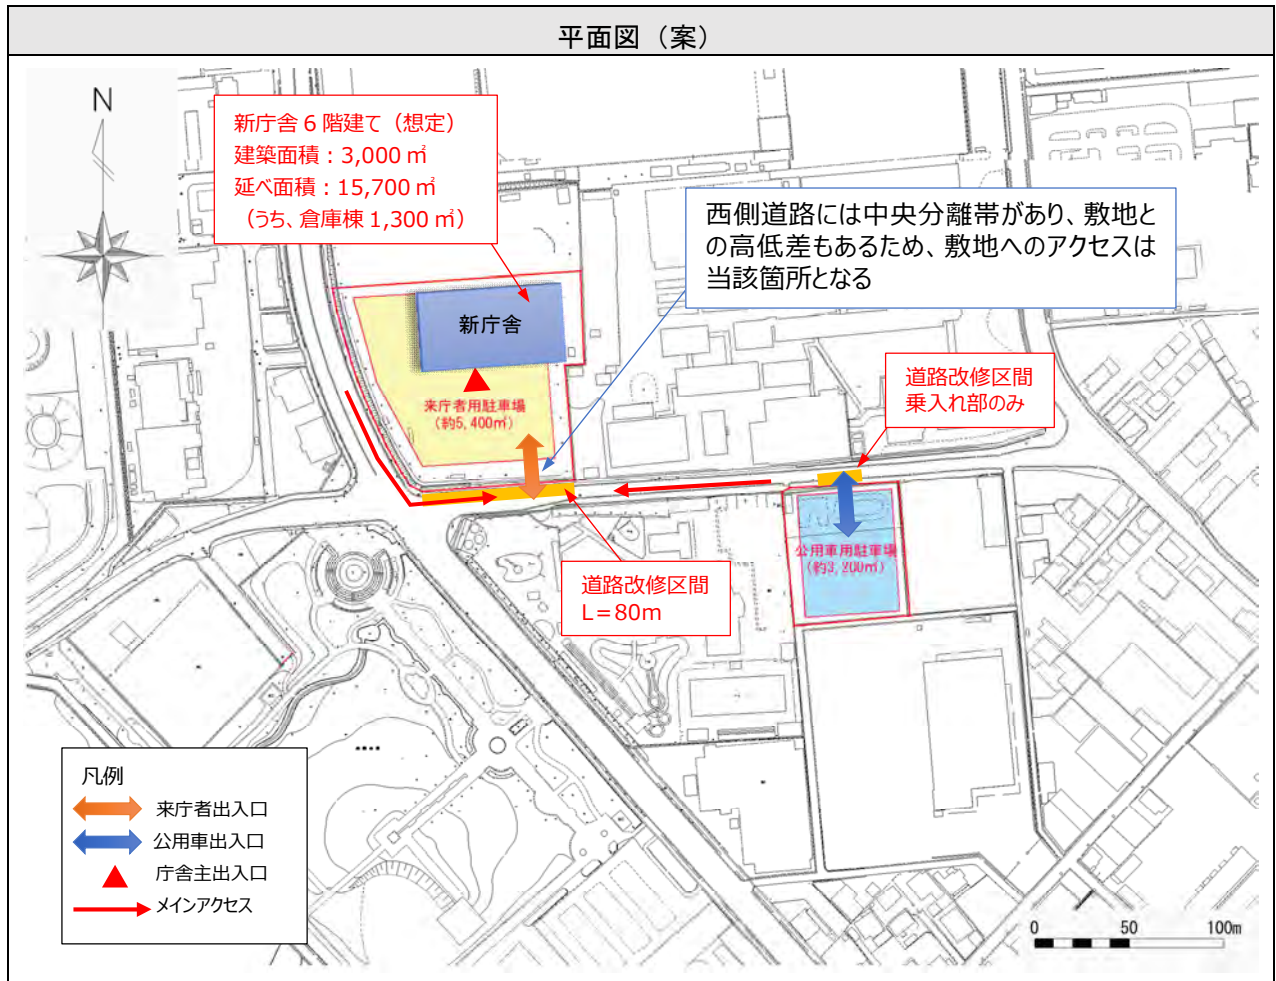 平面図（案）
N
新庁舎６階建て（想定）
建築面積：3,000㎡
延べ面積：15,700㎡
（うち、倉庫棟1,300㎡）
西側道路には中央分離帯があり、敷地と
の高低差もあるため、敷地へのアクセスは
当該箇所となる
新庁舎
道路改修区間
乗入れ部のみ
来庁者用駐車場
(約5,400㎡)
公用車用駐車場
(約3,200㎡)
道路改修区間
L＝80m
凡例
来庁者出入口
公用車出入口
庁舎主出入口
メインアクセス
0 50 100m